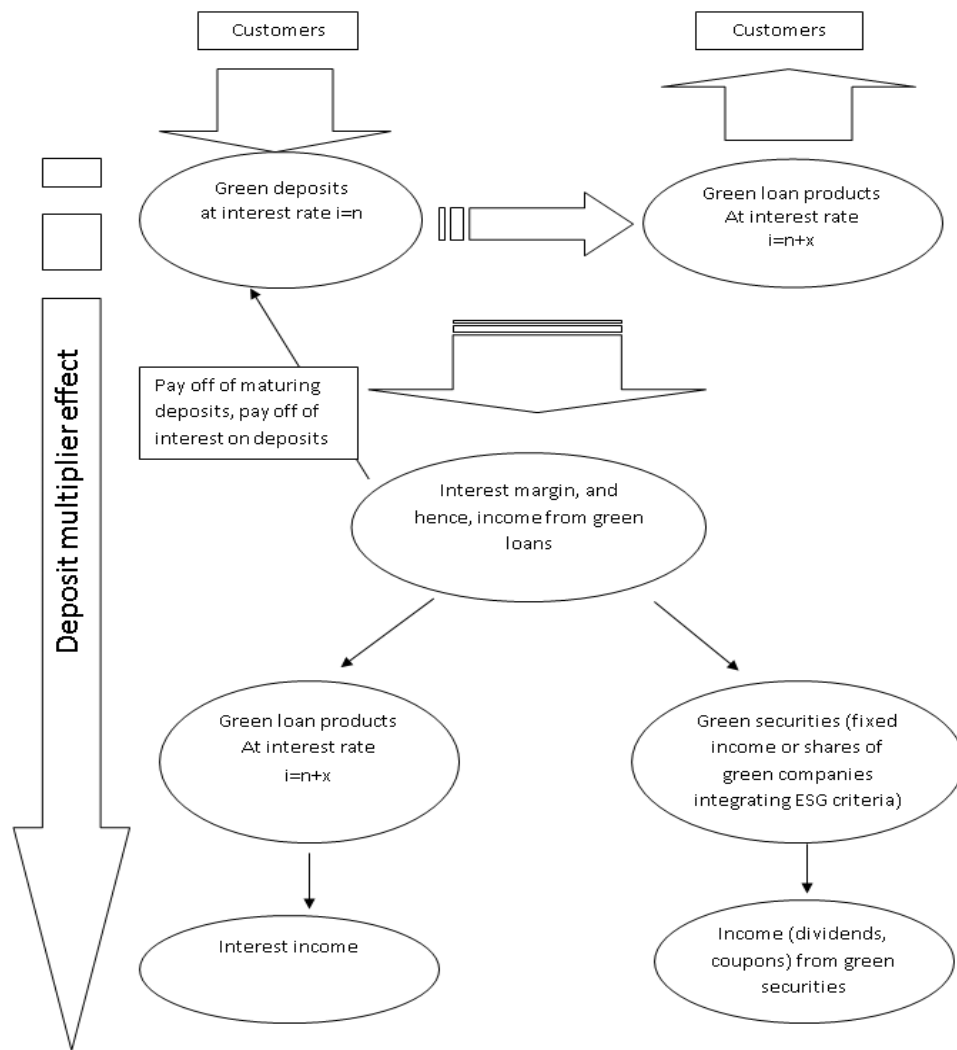 Customers
Customers
Green deposits
at interest rate i=n
Green loan products
At interest rate
i=n+x
Deposit multiplier effect
Pay off of maturing
deposits, pay off of
interest on deposits
Interest margin, and
hence, income from green
loans
Green loan products
At interest rate
i=n+x
Green securities (fixed
income or shares of
green companies
integrating ESG criteria)
Interest income
Income (dividends,
coupons) from green
securities